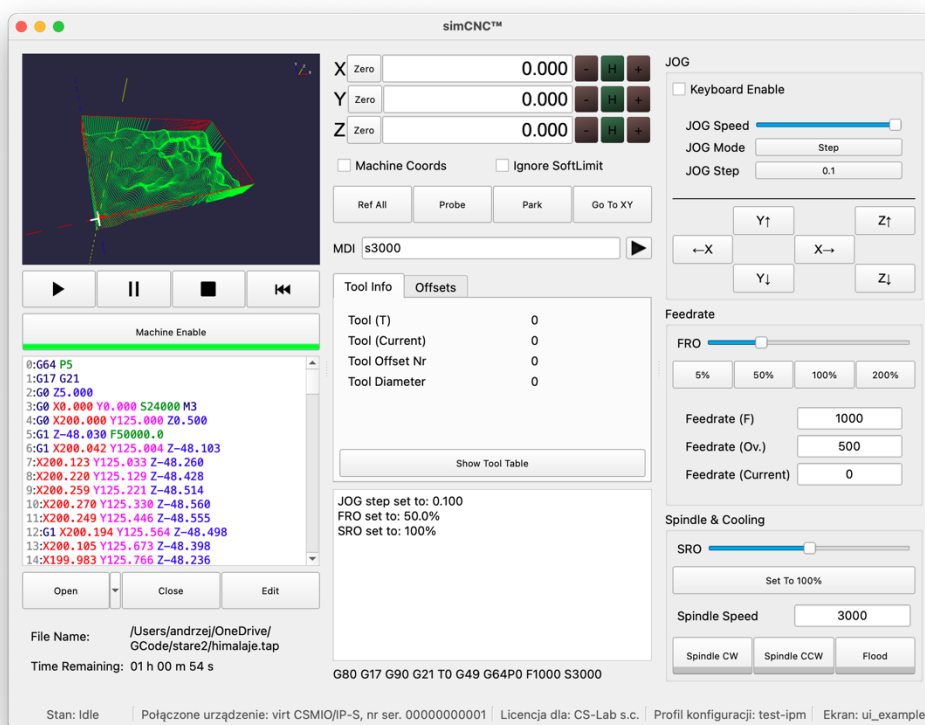 simCNC™
X Zero 0.000 - H +
Y Zero 0.000 - H +
Z Zero 0.000 - H +
Machine Coords Ignore SoftLimit
Ref All Probe Park Go To XY
MDI s3000
Machine Enable
0:G64 P5
1:G17 G21
2:G0 Z5.000
3:G0 X0.000 Y0.000 S24000 M3
4:G0 X200.000 Y125.000 Z0.500
5:G1 Z-48.030 F50000.0
6:G1 X200.042 Y125.004 Z-48.103
7:X200.123 Y125.033 Z-48.260
8:X200.220 Y125.129 Z-48.428
9:X200.259 Y125.221 Z-48.514
10:X200.270 Y125.330 Z-48.560
11:X200.249 Y125.446 Z-48.555
12:G1 X200.194 Y125.564 Z-48.498
13:X200.105 Y125.673 Z-48.398
14:X199.983 Y125.766 Z-48.236
Open Close Edit
File Name: /Users/andrzej/OneDrive/
GCode/stare2/himalaje.tap
Time Remaining: 01 h 00 m 54 s
Tool Info Offsets
Tool (T) 0
Tool (Current) 0
Tool Offset Nr 0
Tool Diameter 0
Show Tool Table
JOG step set to: 0.100
FRO set to: 50.0%
SRO set to: 100%
G80 G17 G90 G21 T0 G49 G64P0 F1000 S3000
JOG
Keyboard Enable
JOG Speed
JOG Mode Step
JOG Step 0.1
Y↑ Z↑
←X X→
Y↓ Z↓
Feedrate
FRO
5% 50% 100% 200%
Feedrate (F) 1000
Feedrate (Ov.) 500
Feedrate (Current) 0
Spindle & Cooling
SRO
Set To 100%
Spindle Speed 3000
Spindle CW Spindle CCW Flood
Stan: Idle Połączone urządzenie: virt CSMIO/IP-S, nr ser. 00000000001 Licencja dla: CS-Lab s.c. Profil konfiguracji: test-ipm Ekran: ui_example